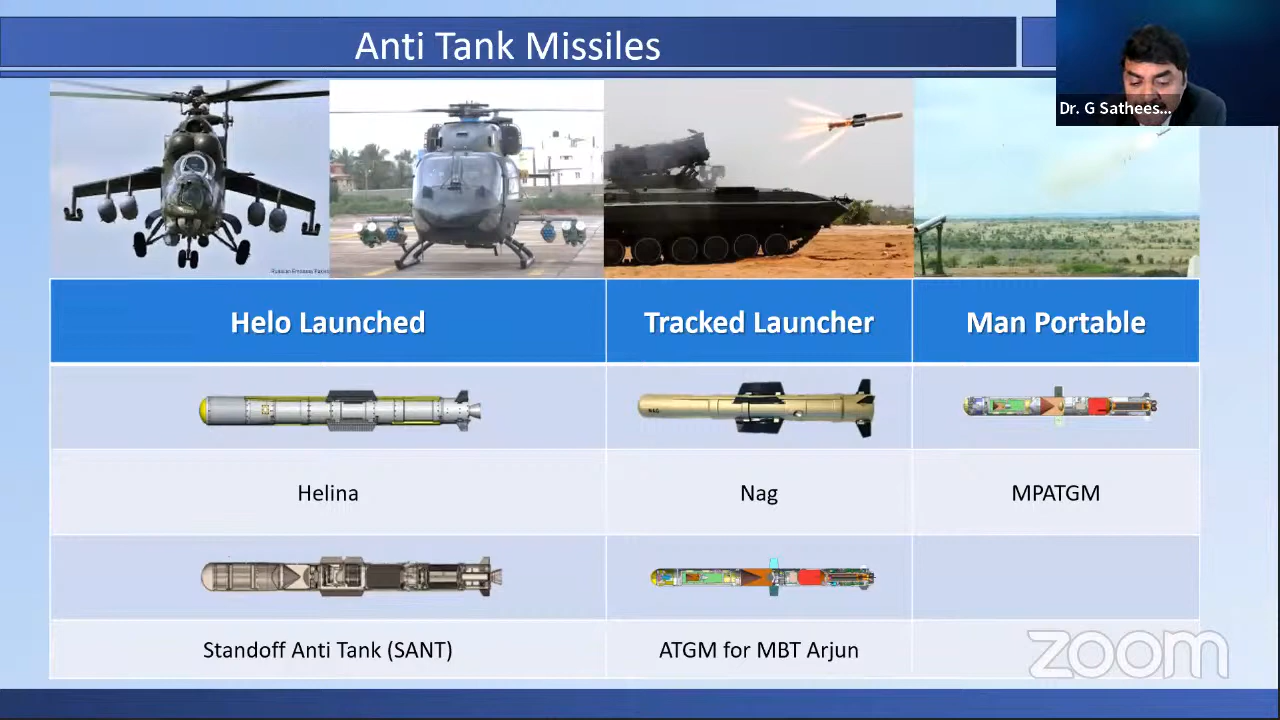 Anti Tank Missiles
Dr. G Sathees...
Helo Launched
Tracked Launcher
Man Portable
NAG
Helina
Nag
MPATGM
Standoff Anti Tank (SANT)
ATGM for MBT Arjun
zoom